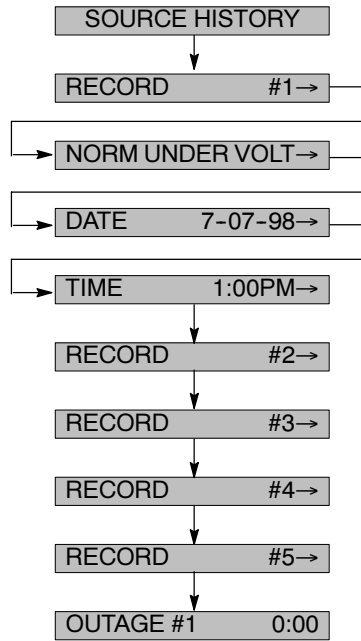 SOURCE HISTORY
RECORD #1→
NORM UNDER VOLT→
DATE 7-07-98→
TIME 1:00PM→
RECORD #2→
RECORD #3→
RECORD #4→
RECORD #5→
OUTAGE #1 0:00